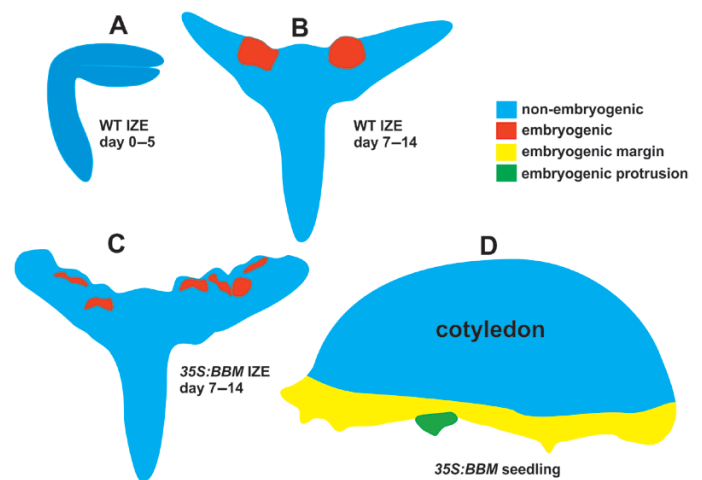 A
B
WT IZE
day 0–5
WT IZE
day 7–14
non-embryogenic
embryogenic
embryogenic margin
embryogenic protrusion
C
D
35S:BBM IZE
day 7–14
cotyledon
35S:BBM seedling